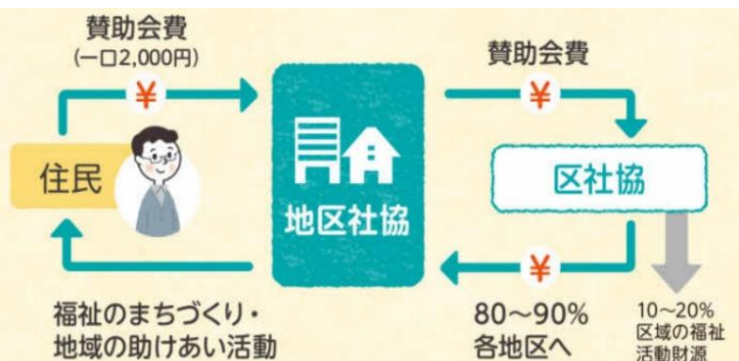 賛助会費
(一口2,000円)
¥
住民
地区社協
賛助会費
¥
区社協
¥
福祉のまちづくり・
地域の助けあい活動
80～90%
各地区へ
10～20%
区域の福祉
活動財源